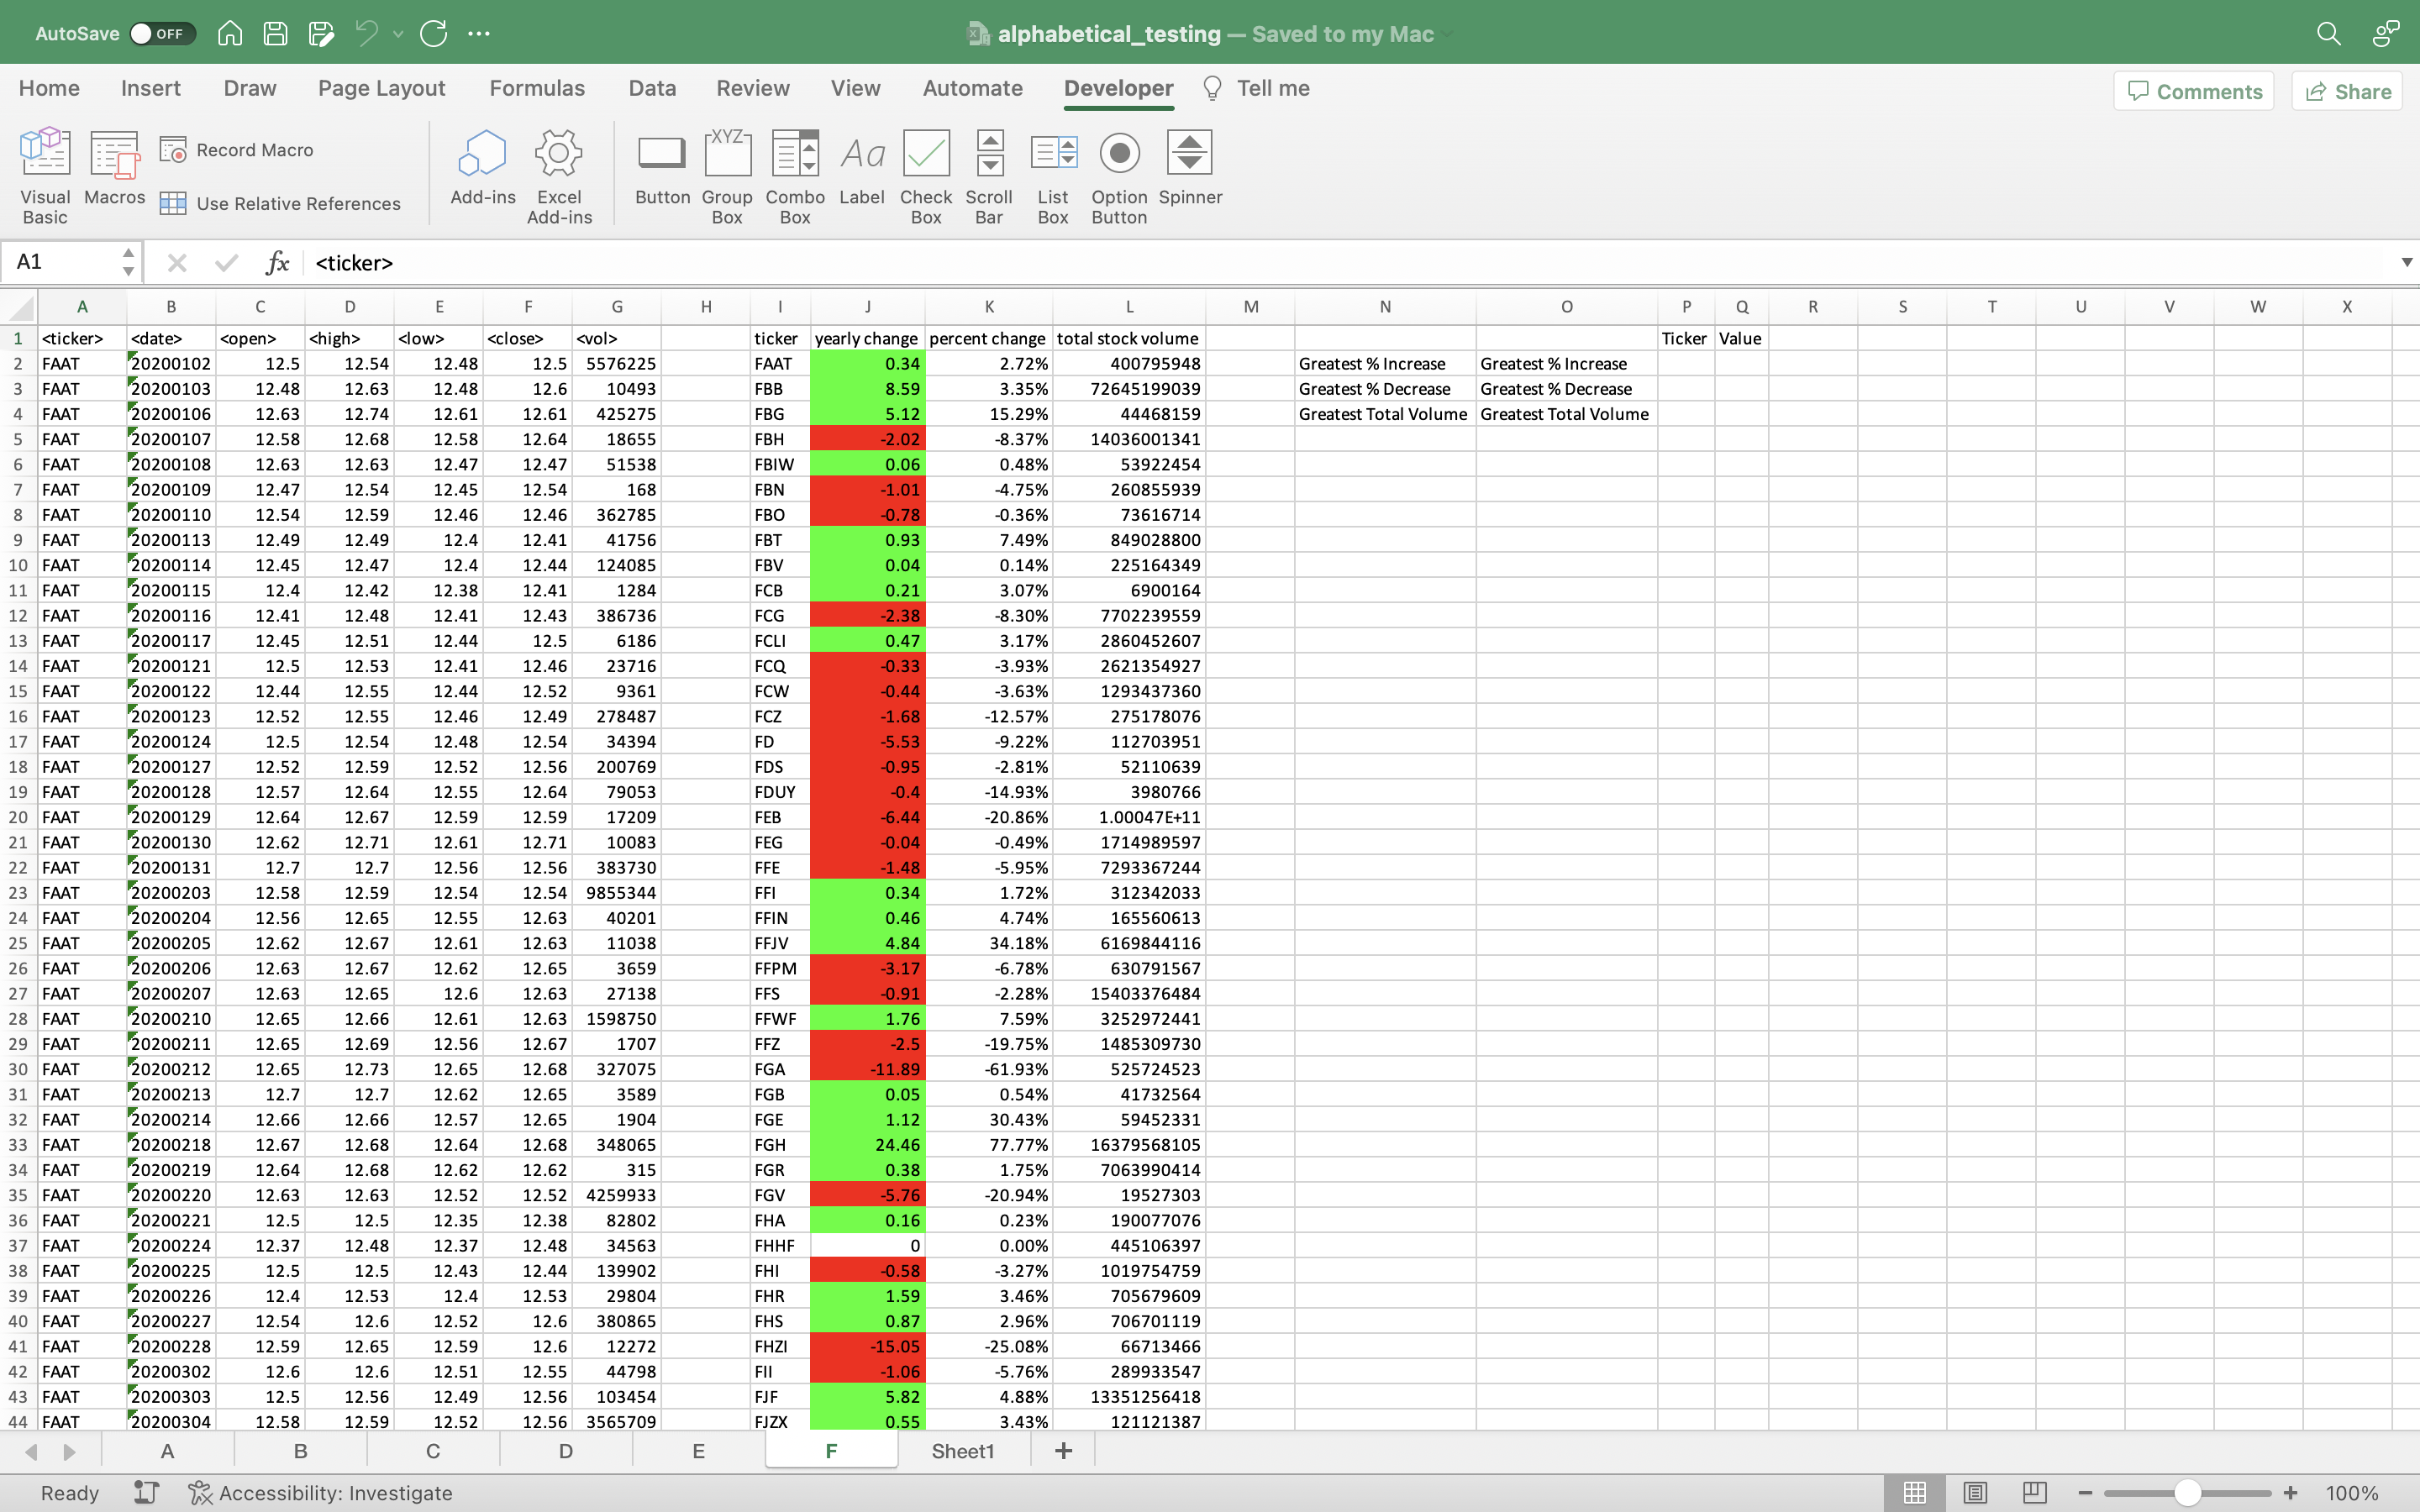 AutoSave OFF alphabetical_testing — Saved to my Mac
Home Insert Draw Page Layout Formulas Data Review View Automate Developer Tell me Comments Share
Visual Basic Macros Record Macro Use Relative References Add-ins Excel Add-ins Button XYZ Group Box Combo Box Aa Label Check Box Scroll Bar List Box Option Button Spinner
A1 fx <ticker>
A B C D E F G H I J K L M N O P Q R S T U V W X
1 <ticker> <date> <open> <high> <low> <close> <vol> ticker yearly change percent change total stock volume Ticker Value
2 FAAT 20200102 12.5 12.54 12.48 12.5 5576225 FAAT 0.34 2.72% 400795948 Greatest % Increase Greatest % Increase
3 FAAT 20200103 12.48 12.63 12.48 12.6 10493 FBB 8.59 3.35% 72645199039 Greatest % Decrease Greatest % Decrease
4 FAAT 20200106 12.63 12.74 12.61 12.61 425275 FBG 5.12 15.29% 44468159 Greatest Total Volume Greatest Total Volume
5 FAAT 20200107 12.58 12.68 12.58 12.64 18655 FBH -2.02 -8.37% 14036001341
6 FAAT 20200108 12.63 12.63 12.47 12.47 51538 FBIW 0.06 0.48% 53922454
7 FAAT 20200109 12.47 12.54 12.45 12.54 168 FBN -1.01 -4.75% 260855939
8 FAAT 20200110 12.54 12.59 12.46 12.46 362785 FBO -0.78 -0.36% 73616714
9 FAAT 20200113 12.49 12.49 12.4 12.41 41756 FBT 0.93 7.49% 849028800
10 FAAT 20200114 12.45 12.47 12.4 12.44 124085 FBV 0.04 0.14% 225164349
11 FAAT 20200115 12.4 12.42 12.38 12.41 1284 FCB 0.21 3.07% 6900164
12 FAAT 20200116 12.41 12.48 12.41 12.43 386736 FCG -2.38 -8.30% 7702239559
13 FAAT 20200117 12.45 12.51 12.44 12.5 6186 FCLI 0.47 3.17% 2860452607
14 FAAT 20200121 12.5 12.53 12.41 12.46 23716 FCQ -0.33 -3.93% 2621354927
15 FAAT 20200122 12.44 12.55 12.44 12.52 9361 FCW -0.44 -3.63% 1293437360
16 FAAT 20200123 12.52 12.55 12.46 12.49 278487 FCZ -1.68 -12.57% 275178076
17 FAAT 20200124 12.5 12.54 12.48 12.54 34394 FD -5.53 -9.22% 112703951
18 FAAT 20200127 12.52 12.59 12.52 12.56 200769 FDS -0.95 -2.81% 52110639
19 FAAT 20200128 12.57 12.64 12.55 12.64 79053 FDUY -0.4 -14.93% 3980766
20 FAAT 20200129 12.64 12.67 12.59 12.59 17209 FEB -6.44 -20.86% 1.00047E+11
21 FAAT 20200130 12.62 12.71 12.61 12.71 10083 FEG -0.04 -0.49% 1714989597
22 FAAT 20200131 12.7 12.7 12.56 12.56 383730 FFE -1.48 -5.95% 7293367244
23 FAAT 20200203 12.58 12.59 12.54 12.54 9855344 FFI 0.34 1.72% 312342033
24 FAAT 20200204 12.56 12.65 12.55 12.63 40201 FFIN 0.46 4.74% 165560613
25 FAAT 20200205 12.62 12.67 12.61 12.63 11038 FFJV 4.84 34.18% 6169844116
26 FAAT 20200206 12.63 12.67 12.62 12.65 3659 FFPM -3.17 -6.78% 630791567
27 FAAT 20200207 12.63 12.65 12.6 12.63 27138 FFS -0.91 -2.28% 15403376484
28 FAAT 20200210 12.65 12.66 12.61 12.63 1598750 FFWF 1.76 7.59% 3252972441
29 FAAT 20200211 12.65 12.69 12.56 12.67 1707 FFZ -2.5 -19.75% 1485309730
30 FAAT 20200212 12.65 12.73 12.65 12.68 327075 FGA -11.89 -61.93% 525724523
31 FAAT 20200213 12.7 12.7 12.62 12.65 3589 FGB 0.05 0.54% 41732564
32 FAAT 20200214 12.66 12.66 12.57 12.65 1904 FGE 1.12 30.43% 59452331
33 FAAT 20200218 12.67 12.68 12.64 12.68 348065 FGH 24.46 77.77% 16379568105
34 FAAT 20200219 12.64 12.68 12.62 12.62 315 FGR 0.38 1.75% 7063990414
35 FAAT 20200220 12.63 12.63 12.52 12.52 4259933 FGV -5.76 -20.94% 19527303
36 FAAT 20200221 12.5 12.5 12.35 12.38 82802 FHA 0.16 0.23% 190077076
37 FAAT 20200224 12.37 12.48 12.37 12.48 34563 FHHF 0 0.00% 445106397
38 FAAT 20200225 12.5 12.5 12.43 12.44 139902 FHI -0.58 -3.27% 1019754759
39 FAAT 20200226 12.4 12.53 12.4 12.53 29804 FHR 1.59 3.46% 705679609
40 FAAT 20200227 12.54 12.6 12.52 12.6 380865 FHS 0.87 2.96% 706701119
41 FAAT 20200228 12.59 12.65 12.59 12.6 12272 FHZI -15.05 -25.08% 66713466
42 FAAT 20200302 12.6 12.6 12.51 12.55 44798 FII -1.06 -5.76% 289933547
43 FAAT 20200303 12.5 12.56 12.49 12.56 103454 FJF 5.82 4.88% 13351256418
44 FAAT 20200304 12.58 12.59 12.52 12.56 3565709 FJZX 0.55 3.43% 121121387
A B C D E F Sheet1 +
Ready Accessibility: Investigate 100%